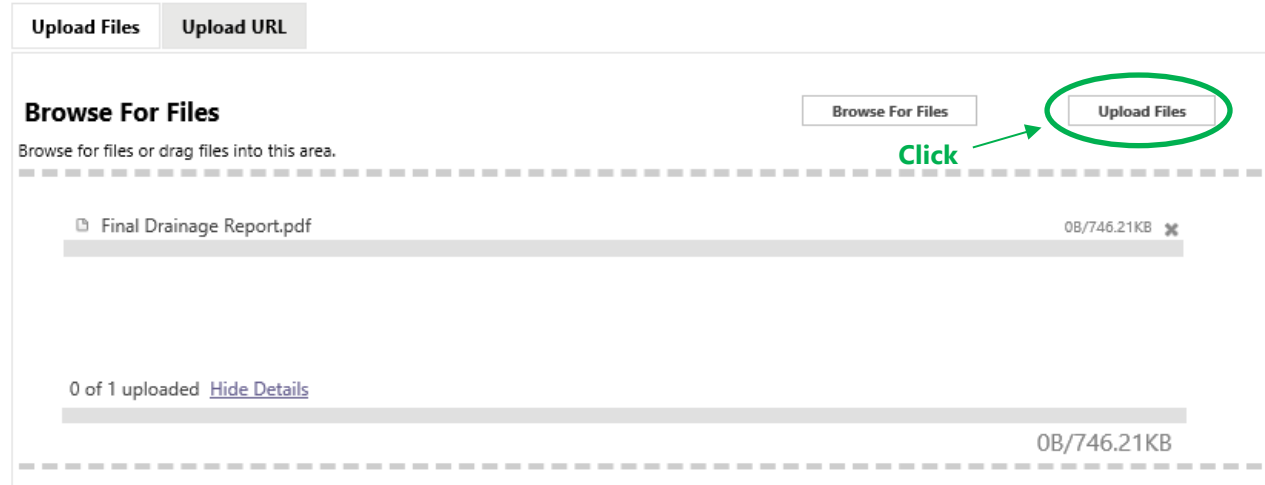 Upload Files Upload URL
Browse For Files Browse For Files Upload Files
Browse for files or drag files into this area. Click
Final Drainage Report.pdf 0B/746.21KB
0 of 1 uploaded Hide Details
0B/746.21KB